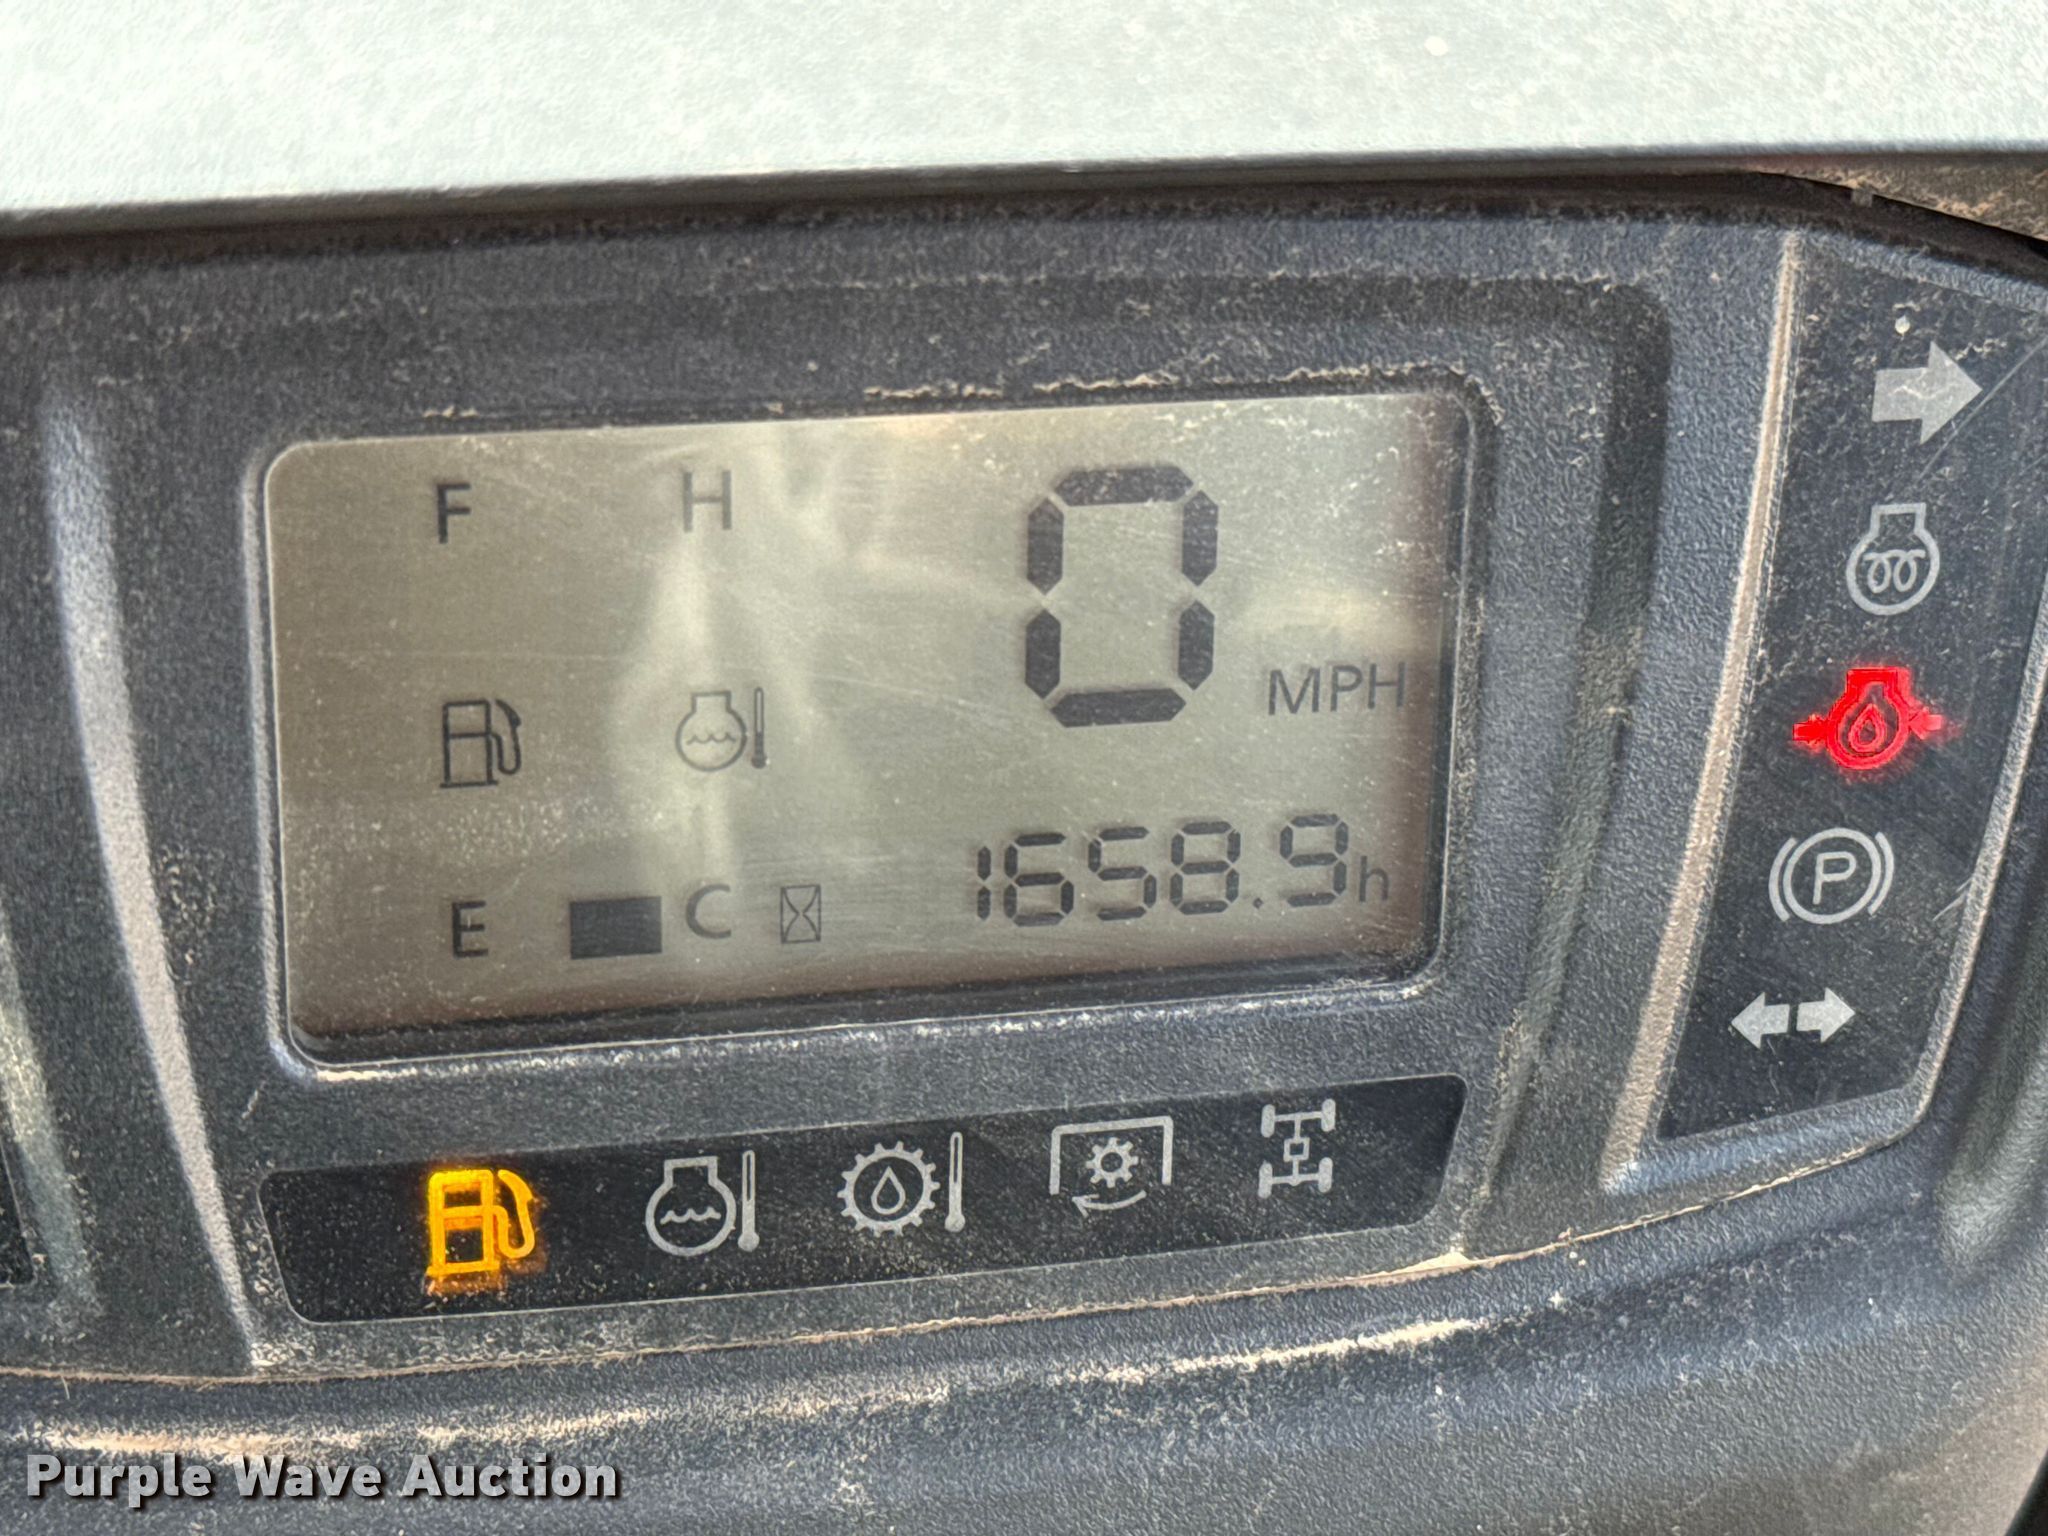 F H 0
MPH
E C 1658.9h
P
Purple Wave Auction